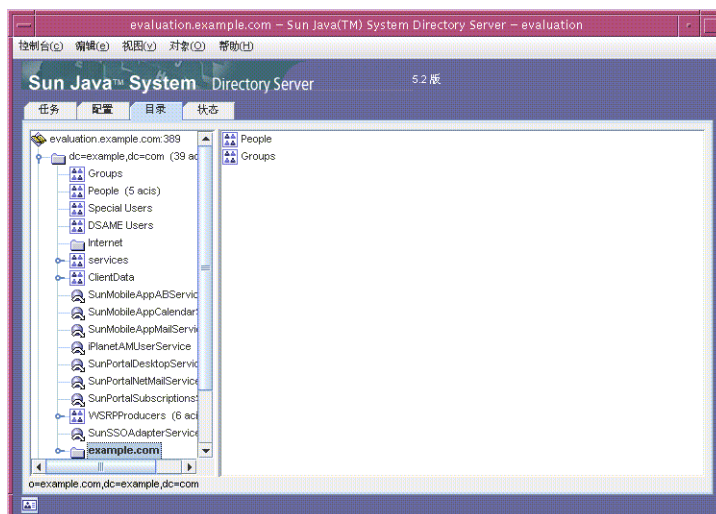 evaluation.example.com – Sun Java(TM) System Directory Server – evaluation
控制台(C) 编辑(e) 视图(V) 对象(O) 帮助(H)
Sun Java™ System Directory Server 5.2 版
任务 配置 目录 状态
evaluation.example.com:389
dc=example,dc=com (39 ac
Groups
People (5 acis)
Special Users
DSAME Users
Internet
services
ClientData
SunMobileAppABServic
SunMobileAppCalendarS
SunMobileAppMailServi
iPlanetAMUserService
SunPortalDesktopServic
SunPortalNetMailService
SunPortalSubscriptionsS
WSRPProducers (6 aci
SunSSOAdapterService
example.com
o=example.com,dc=example,dc=com
People
Groups